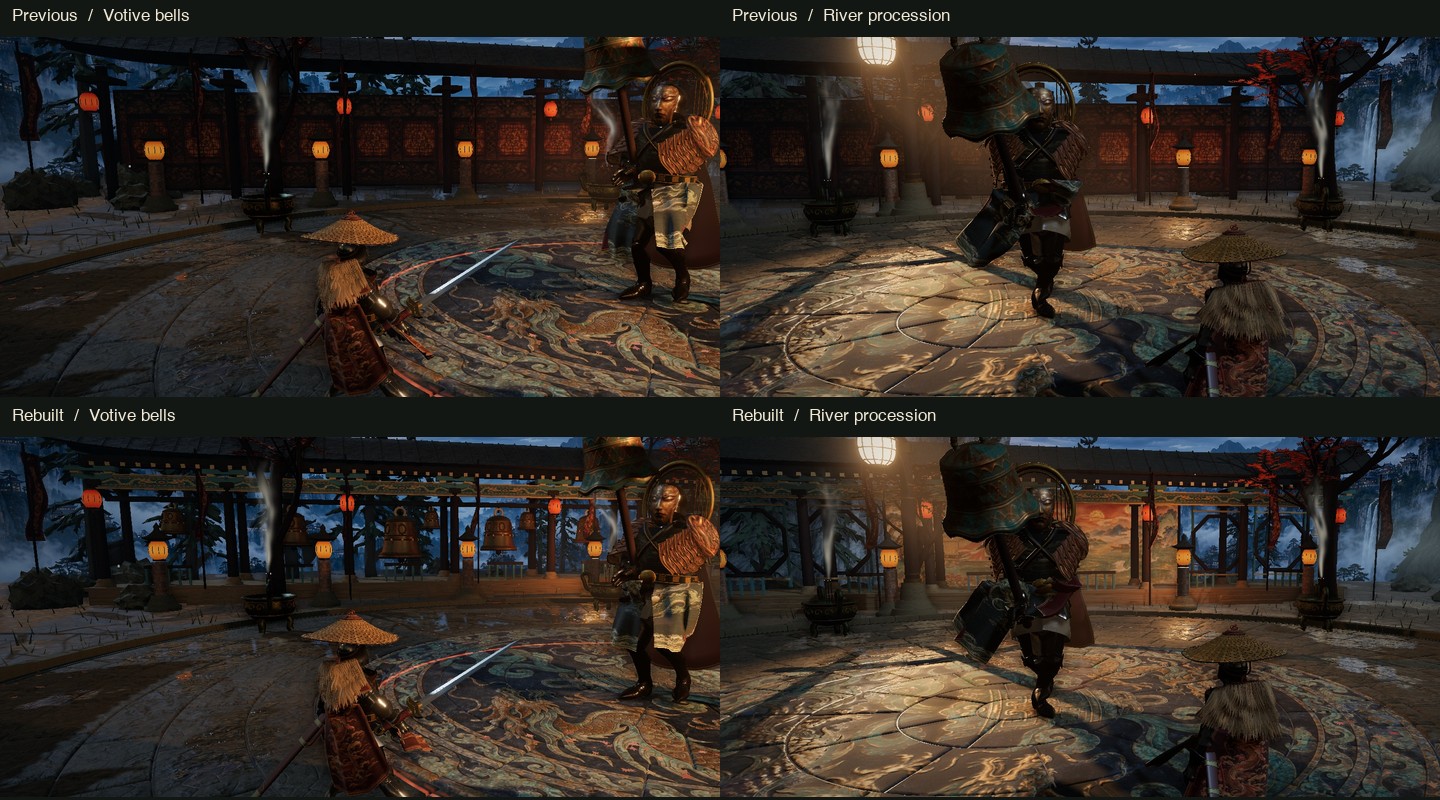 Previous / Votive bells
Previous / River procession
Rebuilt / Votive bells
Rebuilt / River procession